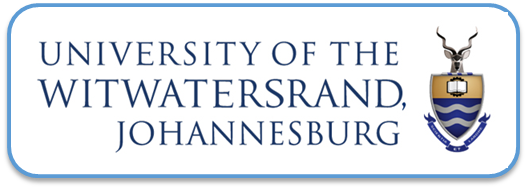 UNIVERSITY OF THE
WITWATERSRAND,
JOHANNESBURG